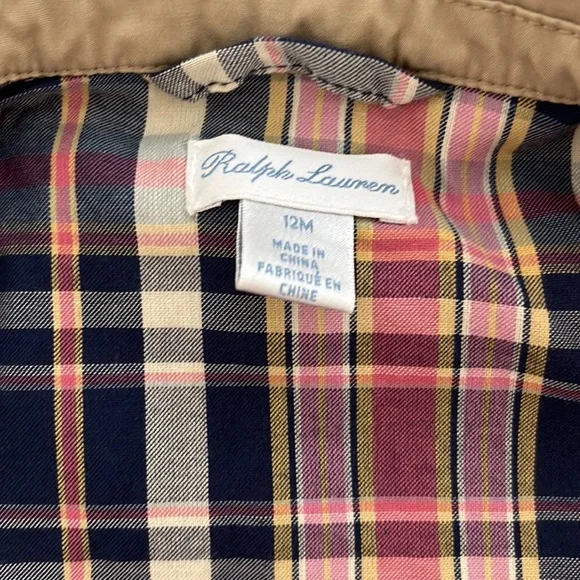 Ralph Lauren
12M
MADE IN
CHINA
FABRIQUÉ EN
CHINE